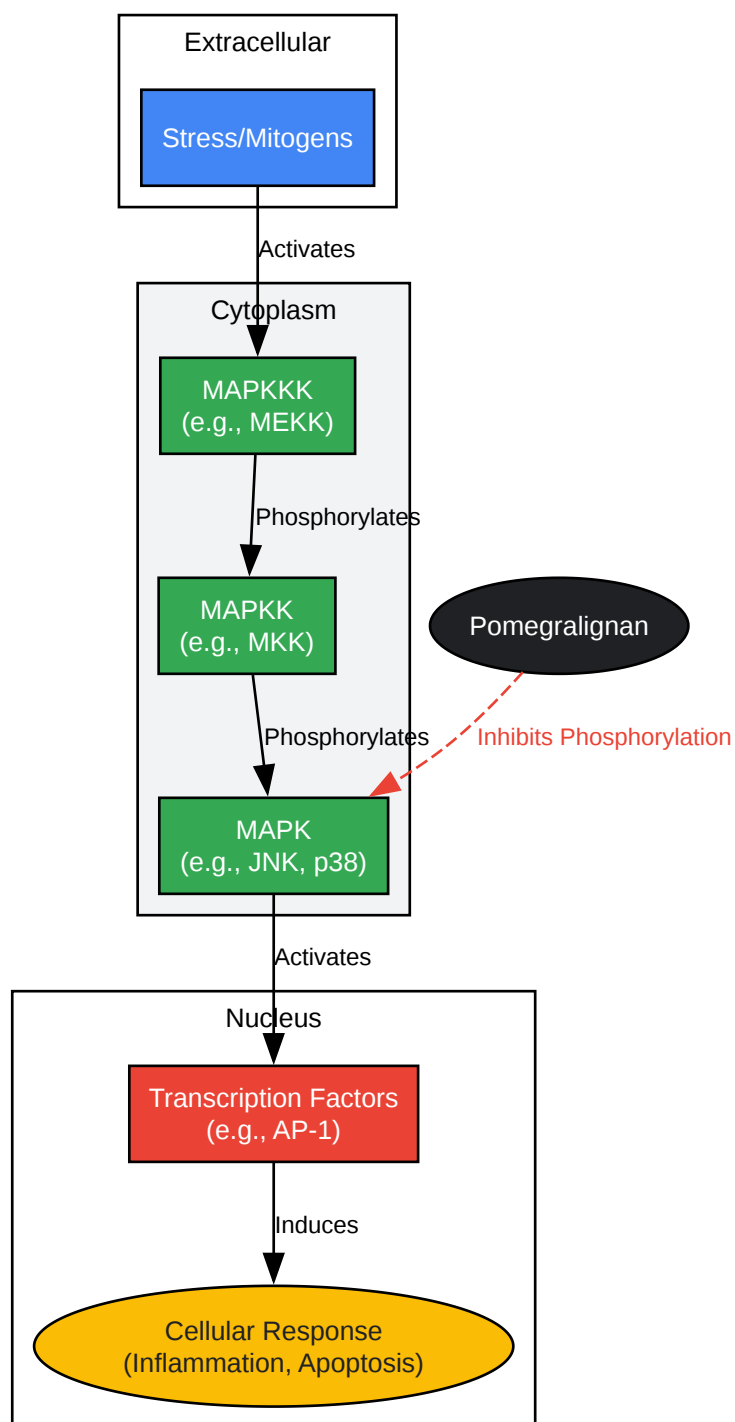 Extracellular
Stress/Mitogens
Activates
Cytoplasm
MAPKKK
(e.g., MEKK)
Phosphorylates
MAPKK
(e.g., MKK)
Pomegralignan
Phosphorylates
Inhibits Phosphorylation
MAPK
(e.g., JNK, p38)
Activates
Nucleus
Transcription Factors
(e.g., AP-1)
Induces
Cellular Response
(Inflammation, Apoptosis)